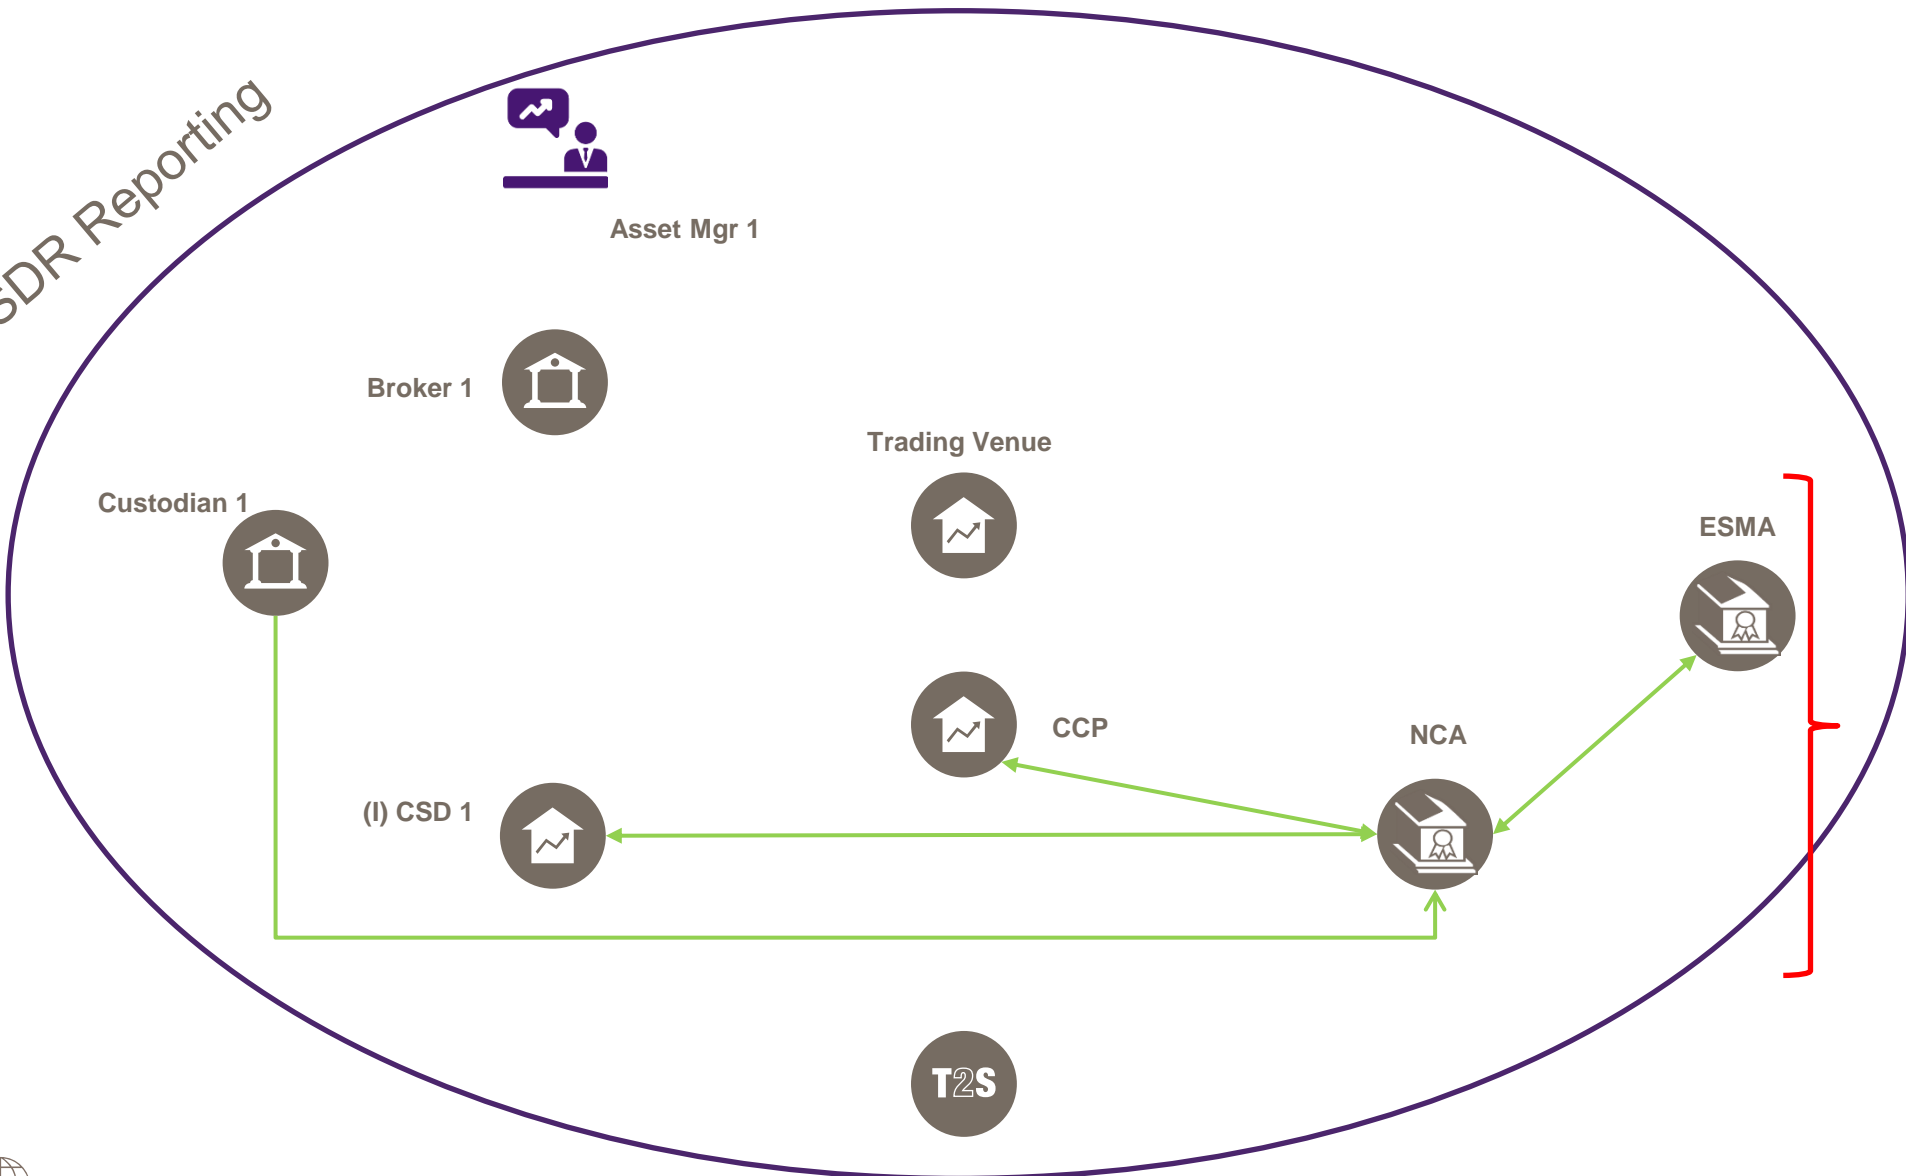 SDR Reporting
Asset Mgr 1
Broker 1
Trading Venue
Custodian 1
ESMA
CCP
NCA
(I) CSD 1
T2S